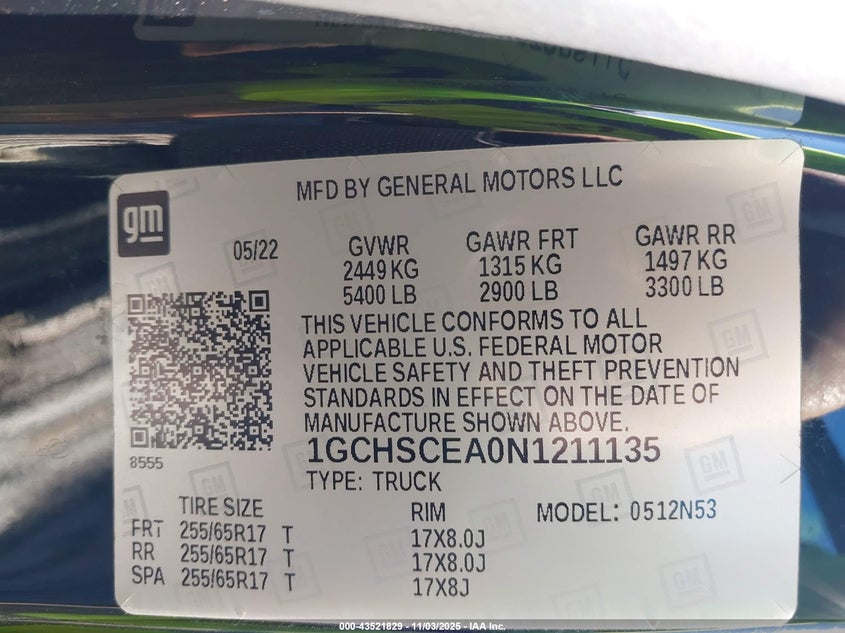 MFD BY GENERAL MOTORS LLC
gm
05/22
GVWR GAWR FRT GAWR RR
2449 KG 1315 KG 1497 KG
5400 LB 2900 LB 3300 LB
THIS VEHICLE CONFORMS TO ALL
APPLICABLE U.S. FEDERAL MOTOR
VEHICLE SAFETY AND THEFT PREVENTION
STANDARDS IN EFFECT ON THE DATE OF
MANUFACTURE SHOWN ABOVE.
8555
1GCHSCEA0N1211135
TYPE: TRUCK
TIRE SIZE RIM MODEL: 0512N53
FRT 255/65R17 T 17X8.0J
RR 255/65R17 T 17X8.0J
SPA 255/65R17 T 17X8J
000-43521829 - 11/03/2025 - IAA Inc.